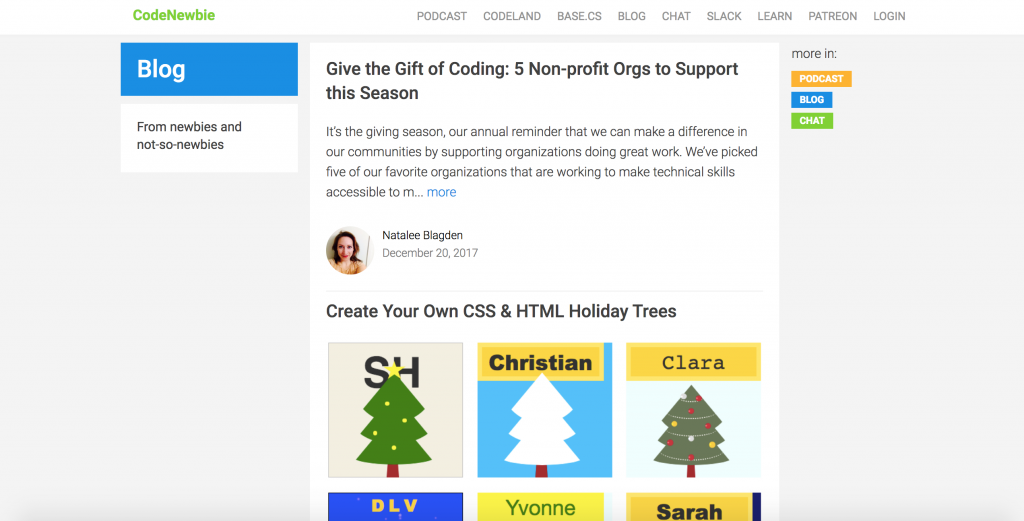 CodeNewbie
PODCAST CODELAND BASE.CS BLOG CHAT SLACK LEARN PATREON LOGIN
Blog
From newbies and
not-so-newbies
Give the Gift of Coding: 5 Non-profit Orgs to Support
this Season
It’s the giving season, our annual reminder that we can make a difference in
our communities by supporting organizations doing great work. We’ve picked
five of our favorite organizations that are working to make technical skills
accessible to m... more
Natalee Blagden
December 20, 2017
Create Your Own CSS & HTML Holiday Trees
SH
Christian
Clara
DLV
Yvonne
Sarah
more in:
PODCAST
BLOG
CHAT